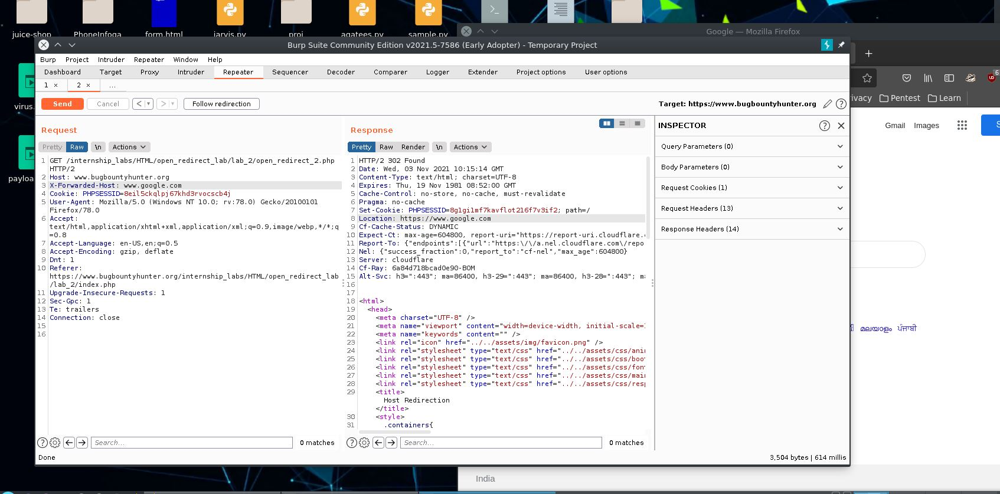 juice-shop PhoneInfoga form.html jarvis.py proj agatees.py sample.py
Google — Mozilla Firefox
Burp Suite Community Edition v2021.5-7586 (Early Adopter) - Temporary Project
Burp Project Intruder Repeater Window Help
Dashboard Target Proxy Intruder Repeater Sequencer Decoder Comparer Logger Extender Project options User options
1 × 2 × ...
Send Cancel < > Follow redirection Target: https://www.bugbountyhunter.org
Request
Pretty Raw \n Actions
1 GET /internship_labs/HTML/open_redirect_lab/lab_2/open_redirect_2.php
HTTP/2
2 Host: www.bugbountyhunter.org
3 X-Forwarded-Host: www.google.com
4 Cookie: PHPSESSID=8eil5ckqlpj67khd3rvocscb4j
5 User-Agent: Mozilla/5.0 (Windows NT 10.0; rv:78.0) Gecko/20100101
Firefox/78.0
6 Accept:
text/html,application/xhtml+xml,application/xml;q=0.9,image/webp,*/*;q
=0.8
7 Accept-Language: en-US,en;q=0.5
8 Accept-Encoding: gzip, deflate
9 Dnt: 1
10 Referer:
https://www.bugbountyhunter.org/internship_labs/HTML/open_redirect_lab
/lab_2/index.php
11 Upgrade-Insecure-Requests: 1
12 Sec-Gpc: 1
13 Te: trailers
14 Connection: close
15
16
Search...
0 matches
Response
Pretty Raw Render \n Actions
1 HTTP/2 302 Found
2 Date: Wed, 03 Nov 2021 10:15:14 GMT
3 Content-Type: text/html; charset=UTF-8
4 Expires: Thu, 19 Nov 1981 08:52:00 GMT
5 Cache-Control: no-store, no-cache, must-revalidate
6 Pragma: no-cache
7 Set-Cookie: PHPSESSID=8g1gi1mf7kavflot216f7v3if2; path=/
8 Location: https://www.google.com
9 Cf-Cache-Status: DYNAMIC
10 Expect-Ct: max-age=604800, report-uri="https://report-uri.cloudflare.
11 Report-To: {"endpoints":[{"url":"https:\/\/a.nel.cloudflare.com\/repo
12 Nel: {"success_fraction":0,"report_to":"cf-nel","max_age":604800}
13 Server: cloudflare
14 Cf-Ray: 6a84d718bcad0e90-BOM
15 Alt-Svc: h3=":443"; ma=86400, h3-29=":443"; ma=86400, h3-28=":443"; ma
16
17
18 <html>
19 <head>
20 <meta charset="UTF-8" />
21 <meta name="viewport" content="width=device-width, initial-scale=1
22 <meta name="keywords" content="" />
23 <link rel="icon" href="../../assets/img/favicon.png" />
24 <link rel="stylesheet" type="text/css" href="../../assets/css/ani
25 <link rel="stylesheet" type="text/css" href="../../assets/css/boo
26 <link rel="stylesheet" type="text/css" href="../../assets/css/fon
27 <link rel="stylesheet" type="text/css" href="../../assets/css/mai
28 <link rel="stylesheet" type="text/css" href="../../assets/css/resp
29 <title>
Host Redirection
</title>
30 <style>
31 .containers{
Search...
0 matches
INSPECTOR
Query Parameters (0)
Body Parameters (0)
Request Cookies (1)
Request Headers (13)
Response Headers (14)
Done
3,504 bytes | 614 millis
virus.
payloa
6
ivacy Pentest Learn
Gmail Images
മലയാളം ਪੰਜਾਬੀ
India